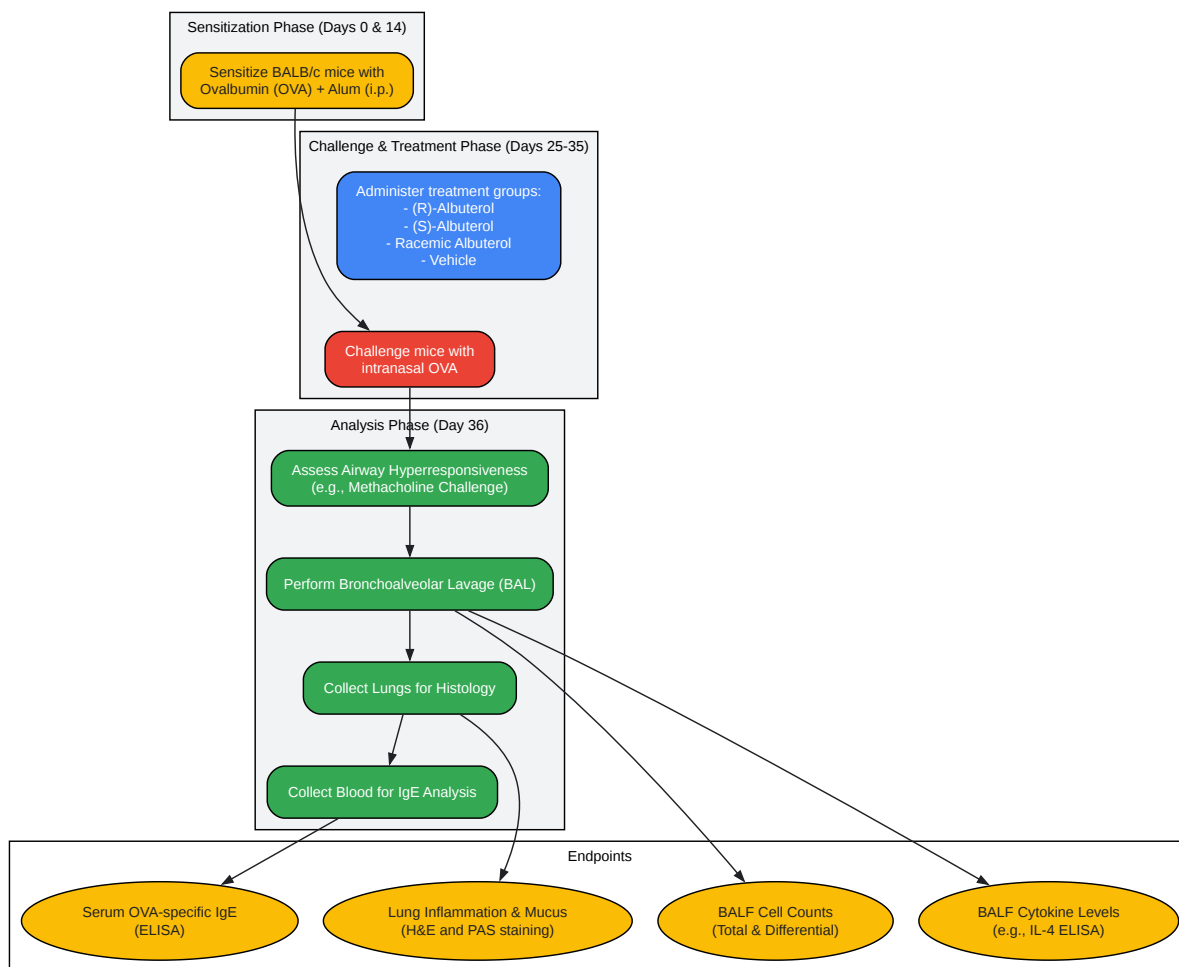 Sensitization Phase (Days 0 & 14)
Sensitize BALB/c mice with
Ovalbumin (OVA) + Alum (i.p.)
Challenge & Treatment Phase (Days 25-35)
Administer treatment groups:
- (R)-Albuterol
- (S)-Albuterol
- Racemic Albuterol
- Vehicle
Challenge mice with
intranasal OVA
Analysis Phase (Day 36)
Assess Airway Hyperresponsiveness
(e.g., Methacholine Challenge)
Perform Bronchoalveolar Lavage (BAL)
Collect Lungs for Histology
Collect Blood for IgE Analysis
Endpoints
Serum OVA-specific IgE
(ELISA)
Lung Inflammation & Mucus
(H&E and PAS staining)
BALF Cell Counts
(Total & Differential)
BALF Cytokine Levels
(e.g., IL-4 ELISA)